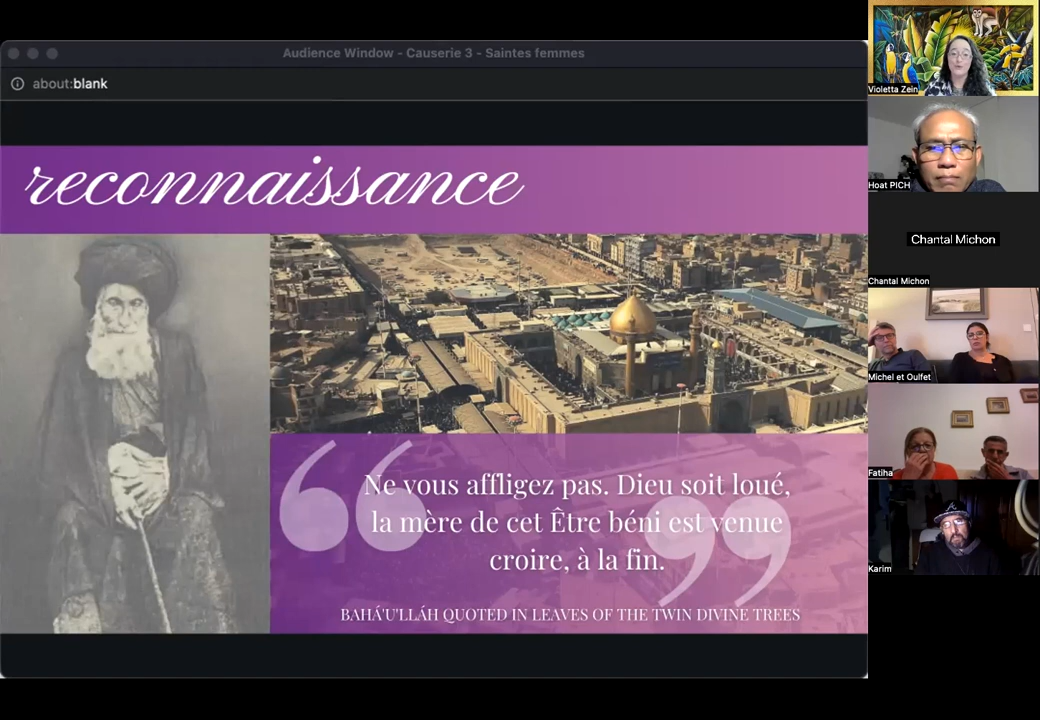 Audience Window - Causerie 3 - Saintes femmes
about:blank
reconnaissance
Ne vous affligez pas. Dieu soit loué,
la mère de cet Être béni est venue
croire, à la fin.
BAHÁ'U'LLÁH QUOTED IN LEAVES OF THE TWIN DIVINE TREES
Violetta Zein
Hoat PICH
Chantal Michon
Chantal Michon
Michel et Oulfet
Fatiha
Karim